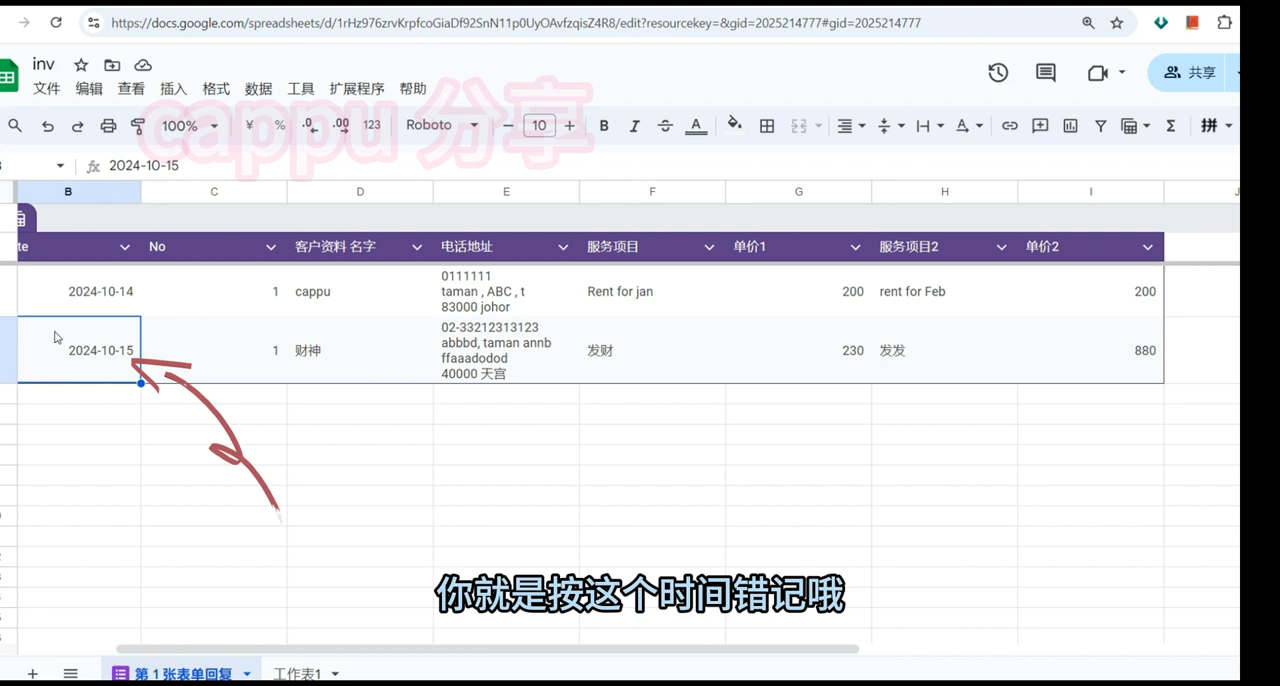 https://docs.google.com/spreadsheets/d/1rHz976zrvKrpfcoGiaDf92SnN11p0UyOAvfzqisZ4R8/edit?resourcekey=&gid=2025214777#gid=2025214777
inv
文件 编辑 查看 插入 格式 数据 工具 扩展程序 帮助
共享
cappu 分享
100% ¥ % .0 .00 123 Roboto 10 B I A 拼
fx 2024-10-15
B C D E F G H I J
te No 客户资料 名字 电话地址 服务项目 单价1 服务项目2 单价2
2024-10-14 1 cappu
0111111
taman , ABC , t
83000 johor
Rent for jan 200 rent for Feb 200
2024-10-15 1 财神
02-33212313123
abbbd, taman annb
ffaaadodod
40000 天宫
发财 230 发发 880
你就是按这个时间错记哦
第 1 张表单回复 工作表1